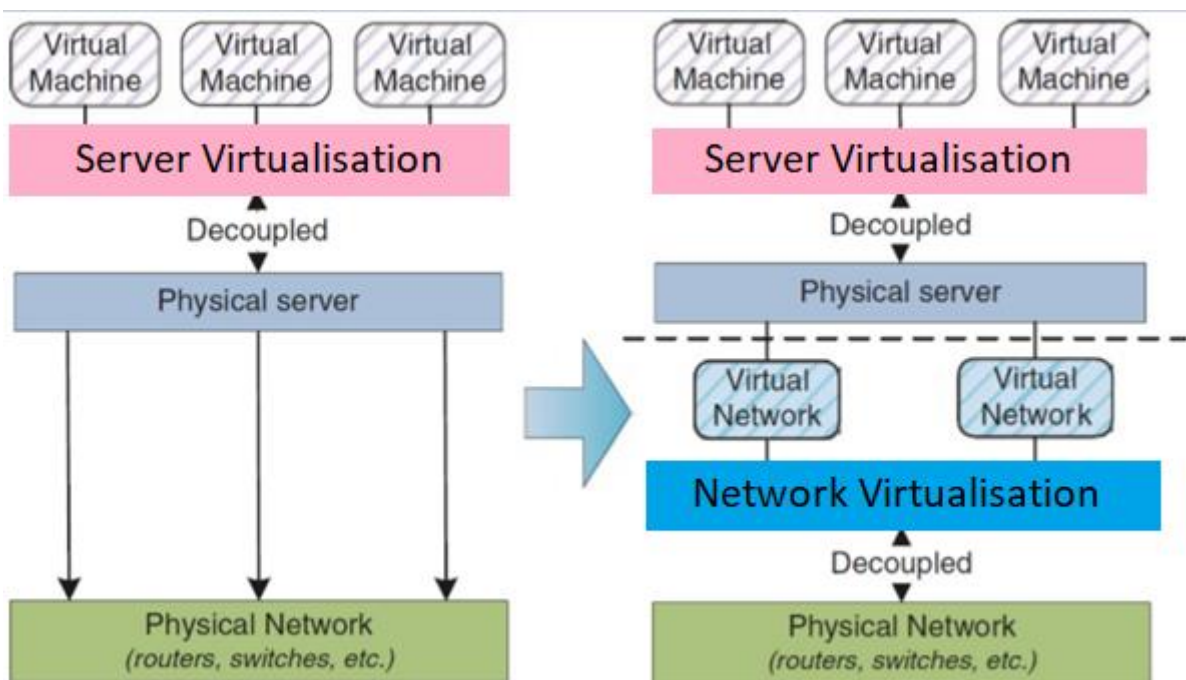 Virtual
Machine
Virtual
Machine
Virtual
Machine
Server Virtualisation
Decoupled
Physical server
Physical Network
(routers, switches, etc.)
Virtual
Machine
Virtual
Machine
Virtual
Machine
Server Virtualisation
Decoupled
Physical server
Virtual
Network
Virtual
Network
Network Virtualisation
Decoupled
Physical Network
(routers, switches, etc.)